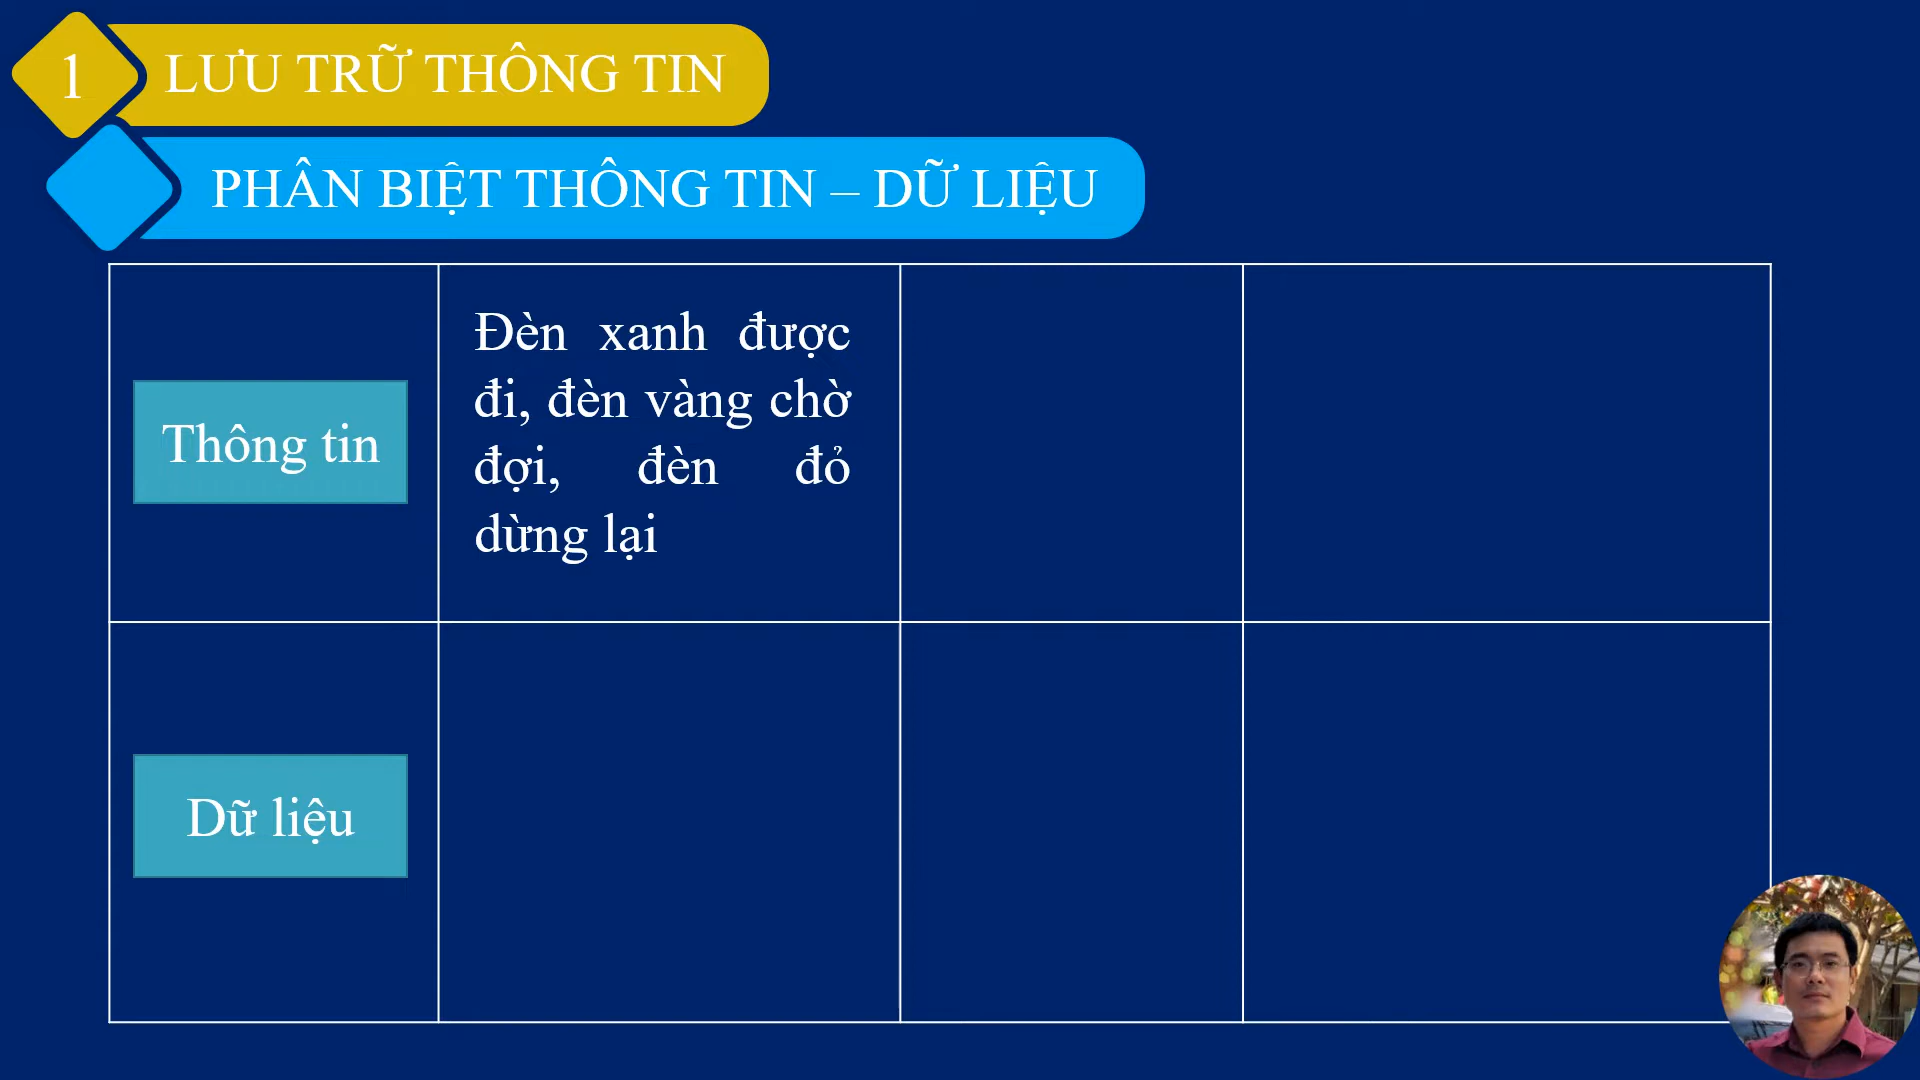 1
LƯU TRỮ THÔNG TIN
PHÂN BIỆT THÔNG TIN – DỮ LIỆU
Thông tin
Đèn xanh được
đi, đèn vàng chờ
đợi, đèn đỏ
dừng lại
Dữ liệu